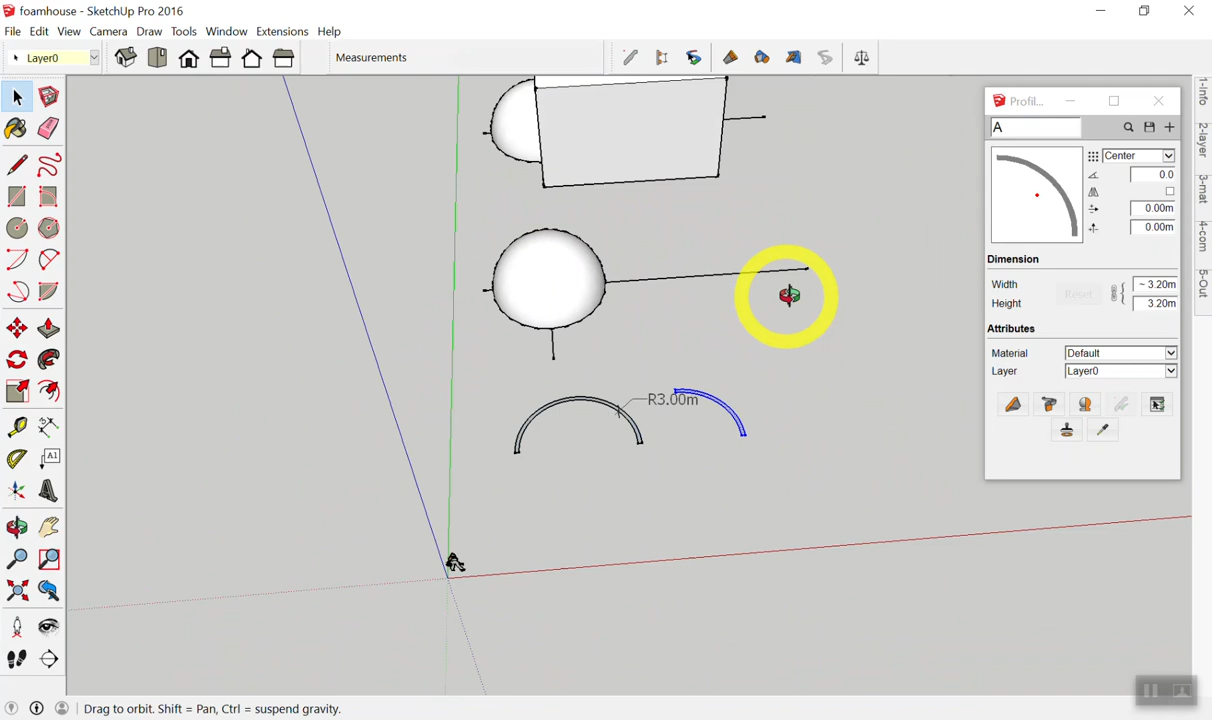 foamhouse - SketchUp Pro 2016
File Edit View Camera Draw Tools Window Extensions Help
Layer0
Measurements
1-Info
2-layer
3-mat
4-com
5-Out
Profil...
A
Center
0.0
0.00m
0.00m
Dimension
Width ~ 3.20m
Reset
Height 3.20m
Attributes
Material Default
Layer Layer0
R3.00m
A1
Drag to orbit. Shift = Pan, Ctrl = suspend gravity.